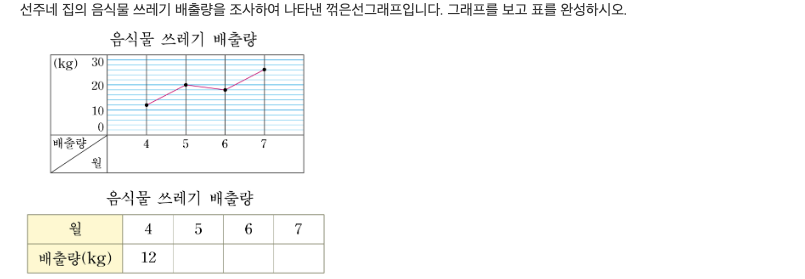 선주네 집의 음식물 쓰레기 배출량을 조사하여 나타낸 꺾은선그래프입니다. 그래프를 보고 표를 완성하시오.
음식물 쓰레기 배출량
(kg) 30
20
10
0
배출량 4 5 6 7
월
음식물 쓰레기 배출량
월 4 5 6 7
배출량(kg) 12